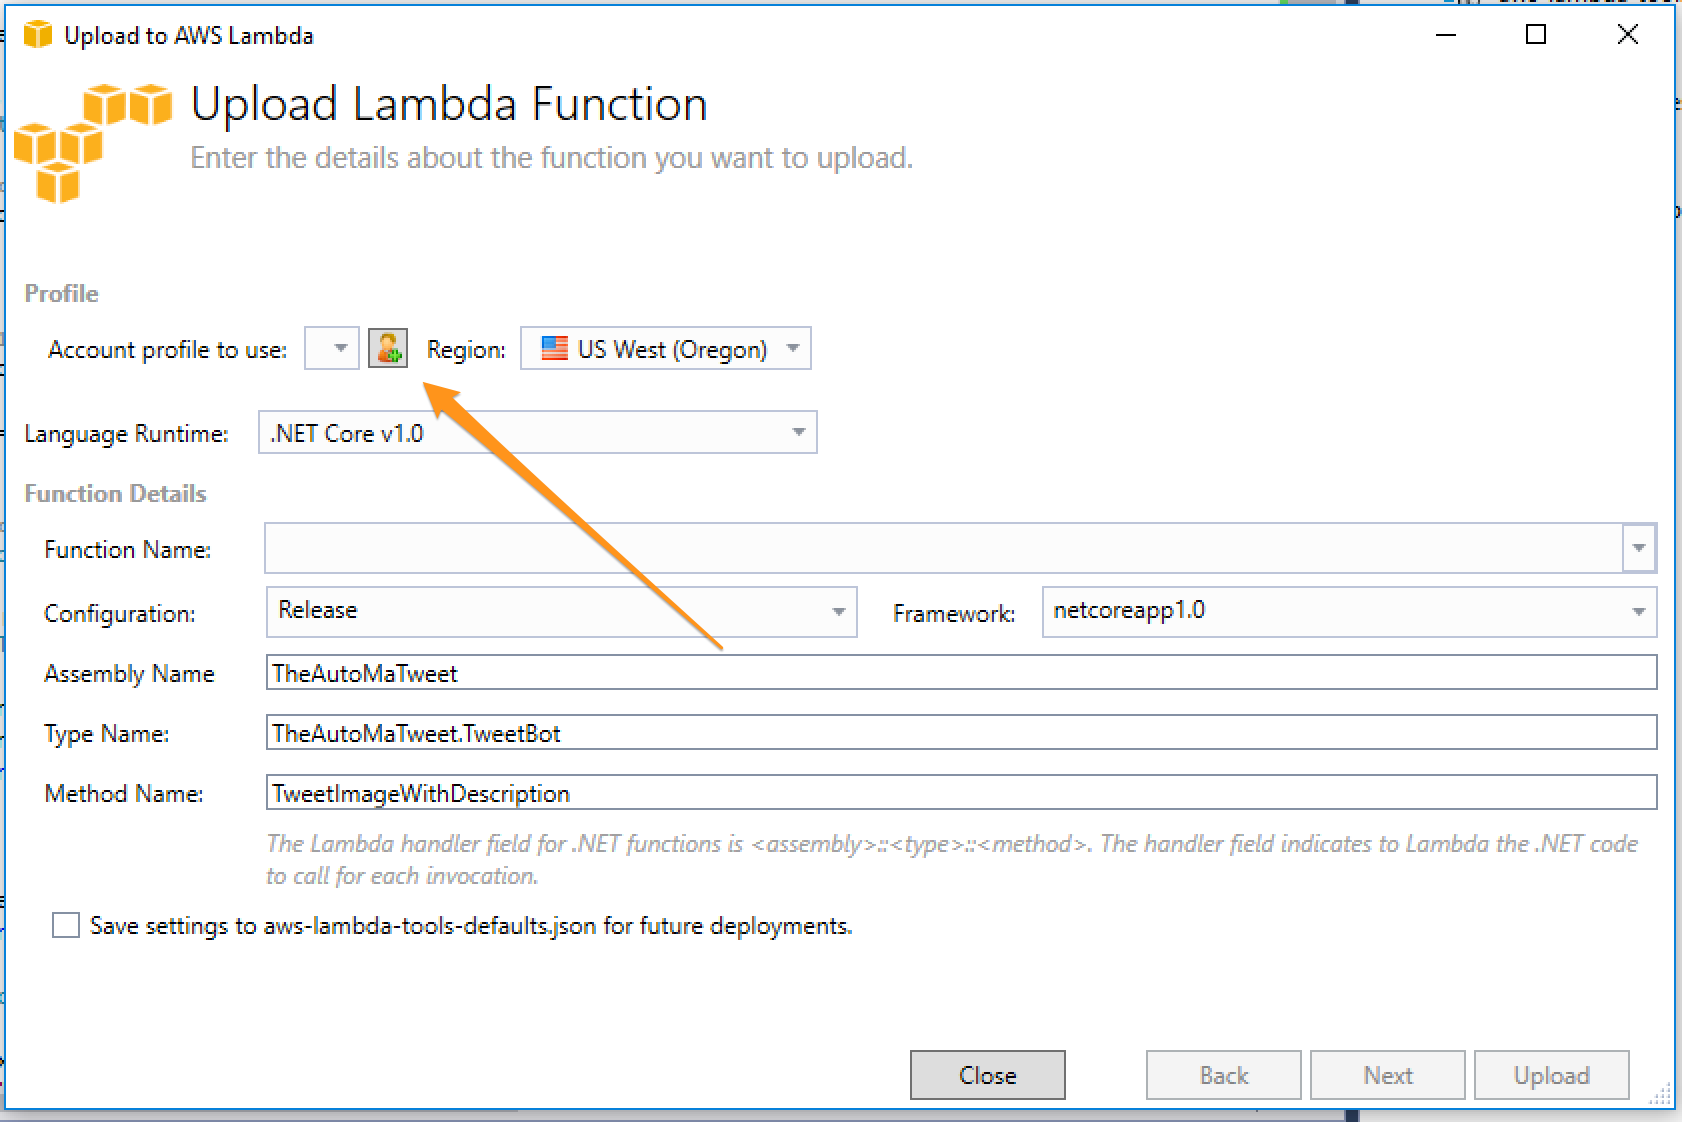 Upload to AWS Lambda
Upload Lambda Function
Enter the details about the function you want to upload.
Profile
Account profile to use:
Region:
US West (Oregon)
Language Runtime:
.NET Core v1.0
Function Details
Function Name:
Configuration:
Release
Framework:
netcoreapp1.0
Assembly Name
TheAutoMaTweet
Type Name:
TheAutoMaTweet.TweetBot
Method Name:
TweetImageWithDescription
The Lambda handler field for .NET functions is <assembly>::<type>::<method>. The handler field indicates to Lambda the .NET code
to call for each invocation.
Save settings to aws-lambda-tools-defaults.json for future deployments.
Close
Back
Next
Upload